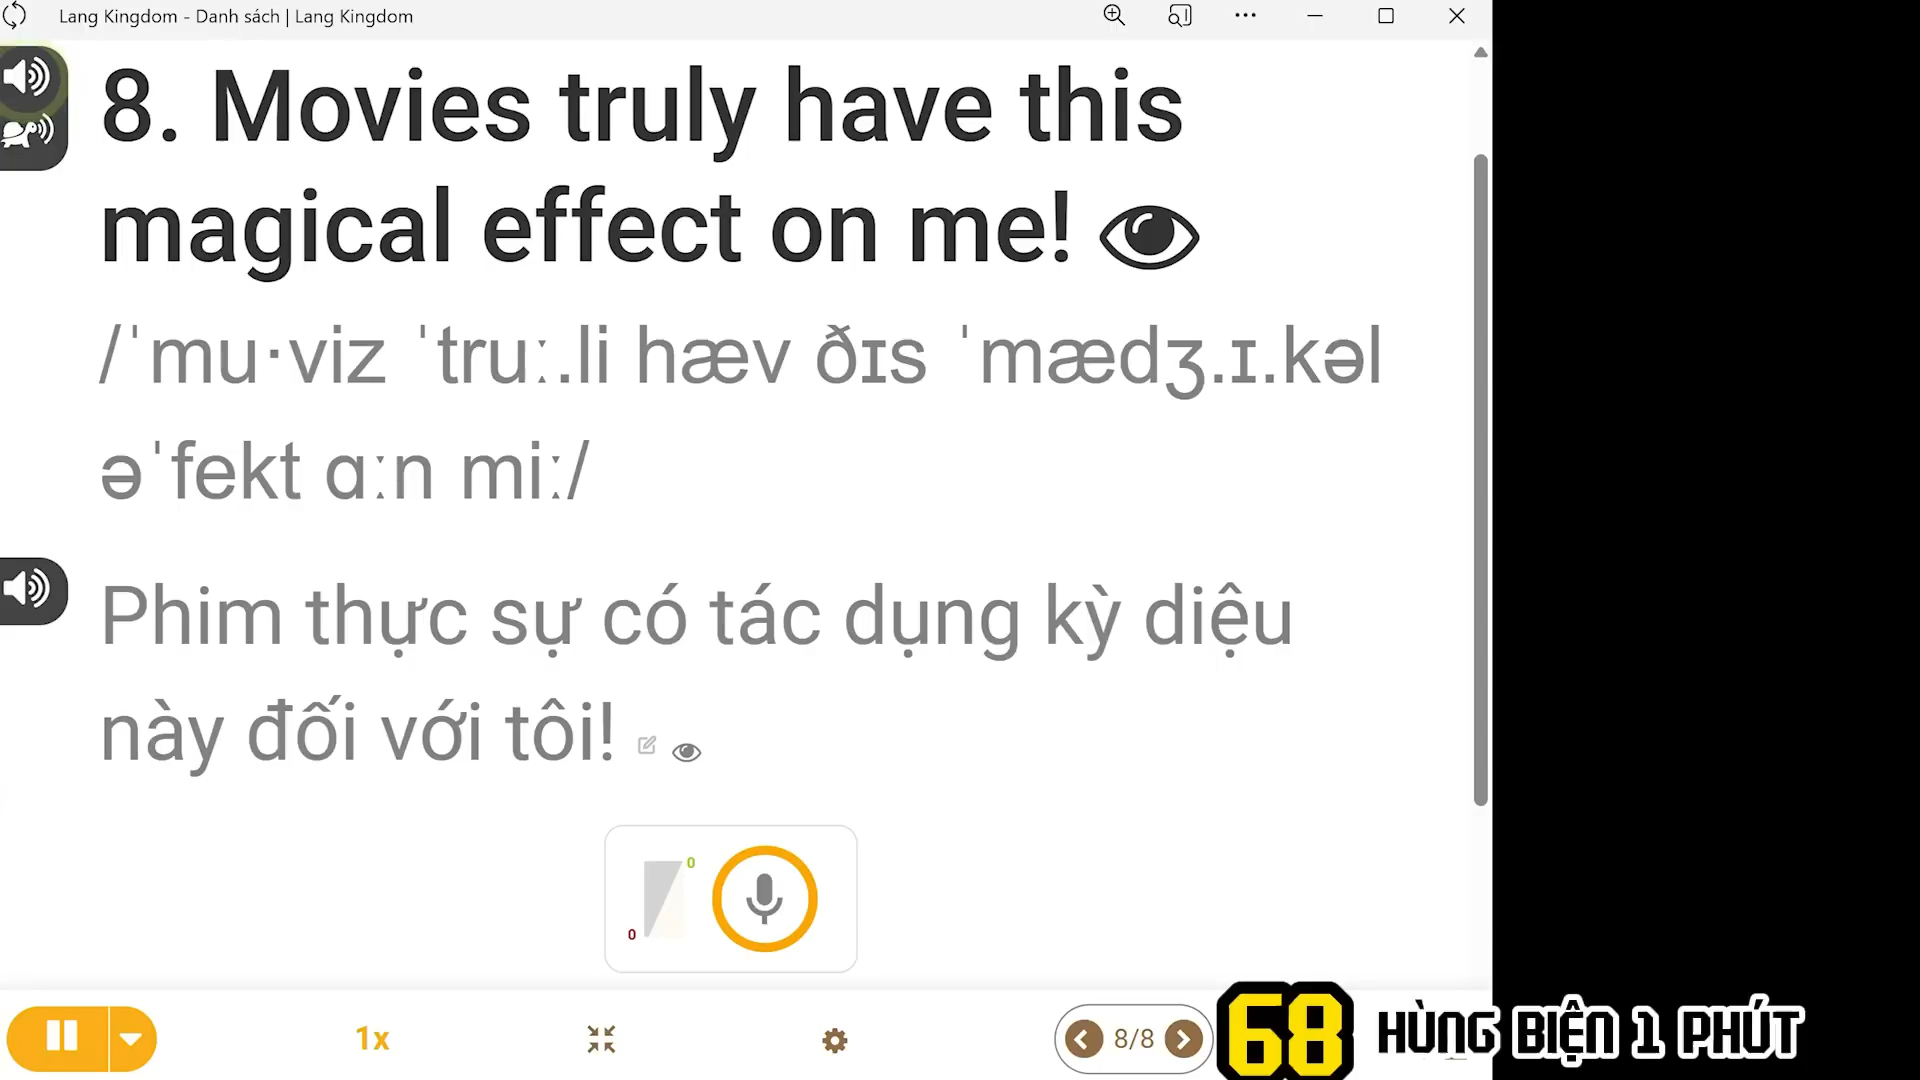 Lang Kingdom - Danh sách | Lang Kingdom
8. Movies truly have this
magical effect on me!
/ˈmu·viz ˈtruː.li hæv ðɪs ˈmædʒ.ɪ.kəl
əˈfekt ɑːn miː/
Phim thực sự có tác dụng kỳ diệu
này đối với tôi!
0
0
1x
8/8
68 HÙNG BIỆN 1 PHÚT